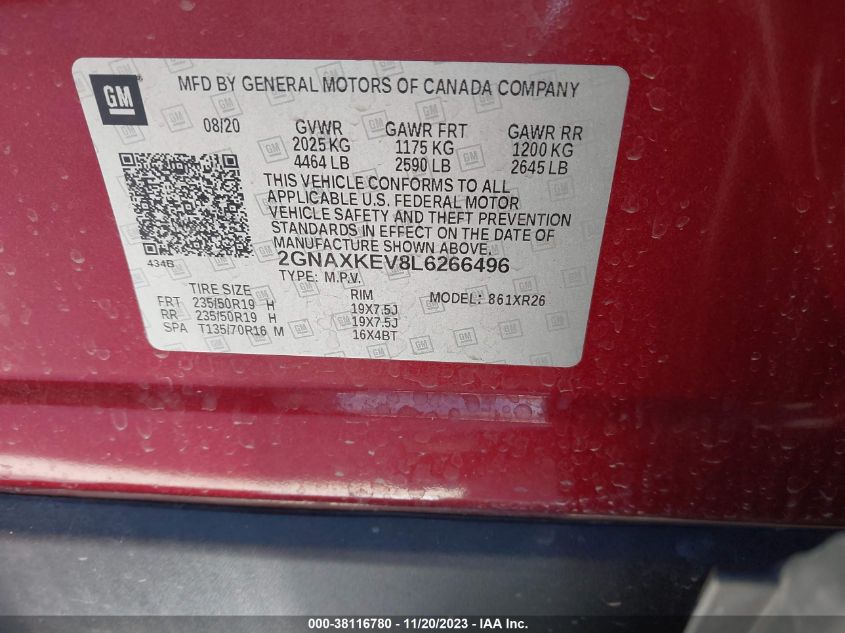 GM
MFD BY GENERAL MOTORS OF CANADA COMPANY
08/20 GVWR GAWR FRT GAWR RR
2025 KG 1175 KG 1200 KG
4464 LB 2590 LB 2645 LB
THIS VEHICLE CONFORMS TO ALL
APPLICABLE U.S. FEDERAL MOTOR
VEHICLE SAFETY AND THEFT PREVENTION
STANDARDS IN EFFECT ON THE DATE OF
MANUFACTURE SHOWN ABOVE.
434B 2GNAXKEV8L6266496
TYPE: M.P.V.
TIRE SIZE RIM MODEL: 861XR26
FRT 235/50R19 H 19X7.5J
RR 235/50R19 H 19X7.5J
SPA T135/70R16 M 16X4BT
000-38116780 - 11/20/2023 - IAA Inc.